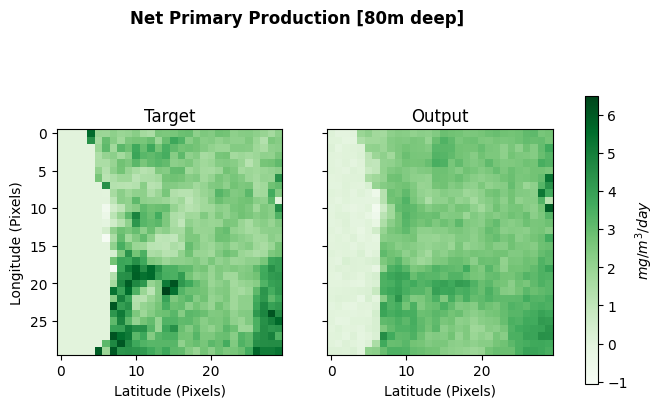 Net Primary Production [80m deep]
Target
Output
0
5
10
15
20
25
Longitude (Pixels)
0
10
20
Latitude (Pixels)
0
10
20
Latitude (Pixels)
6
5
4
3
2
1
0
−1
mg/m³/day